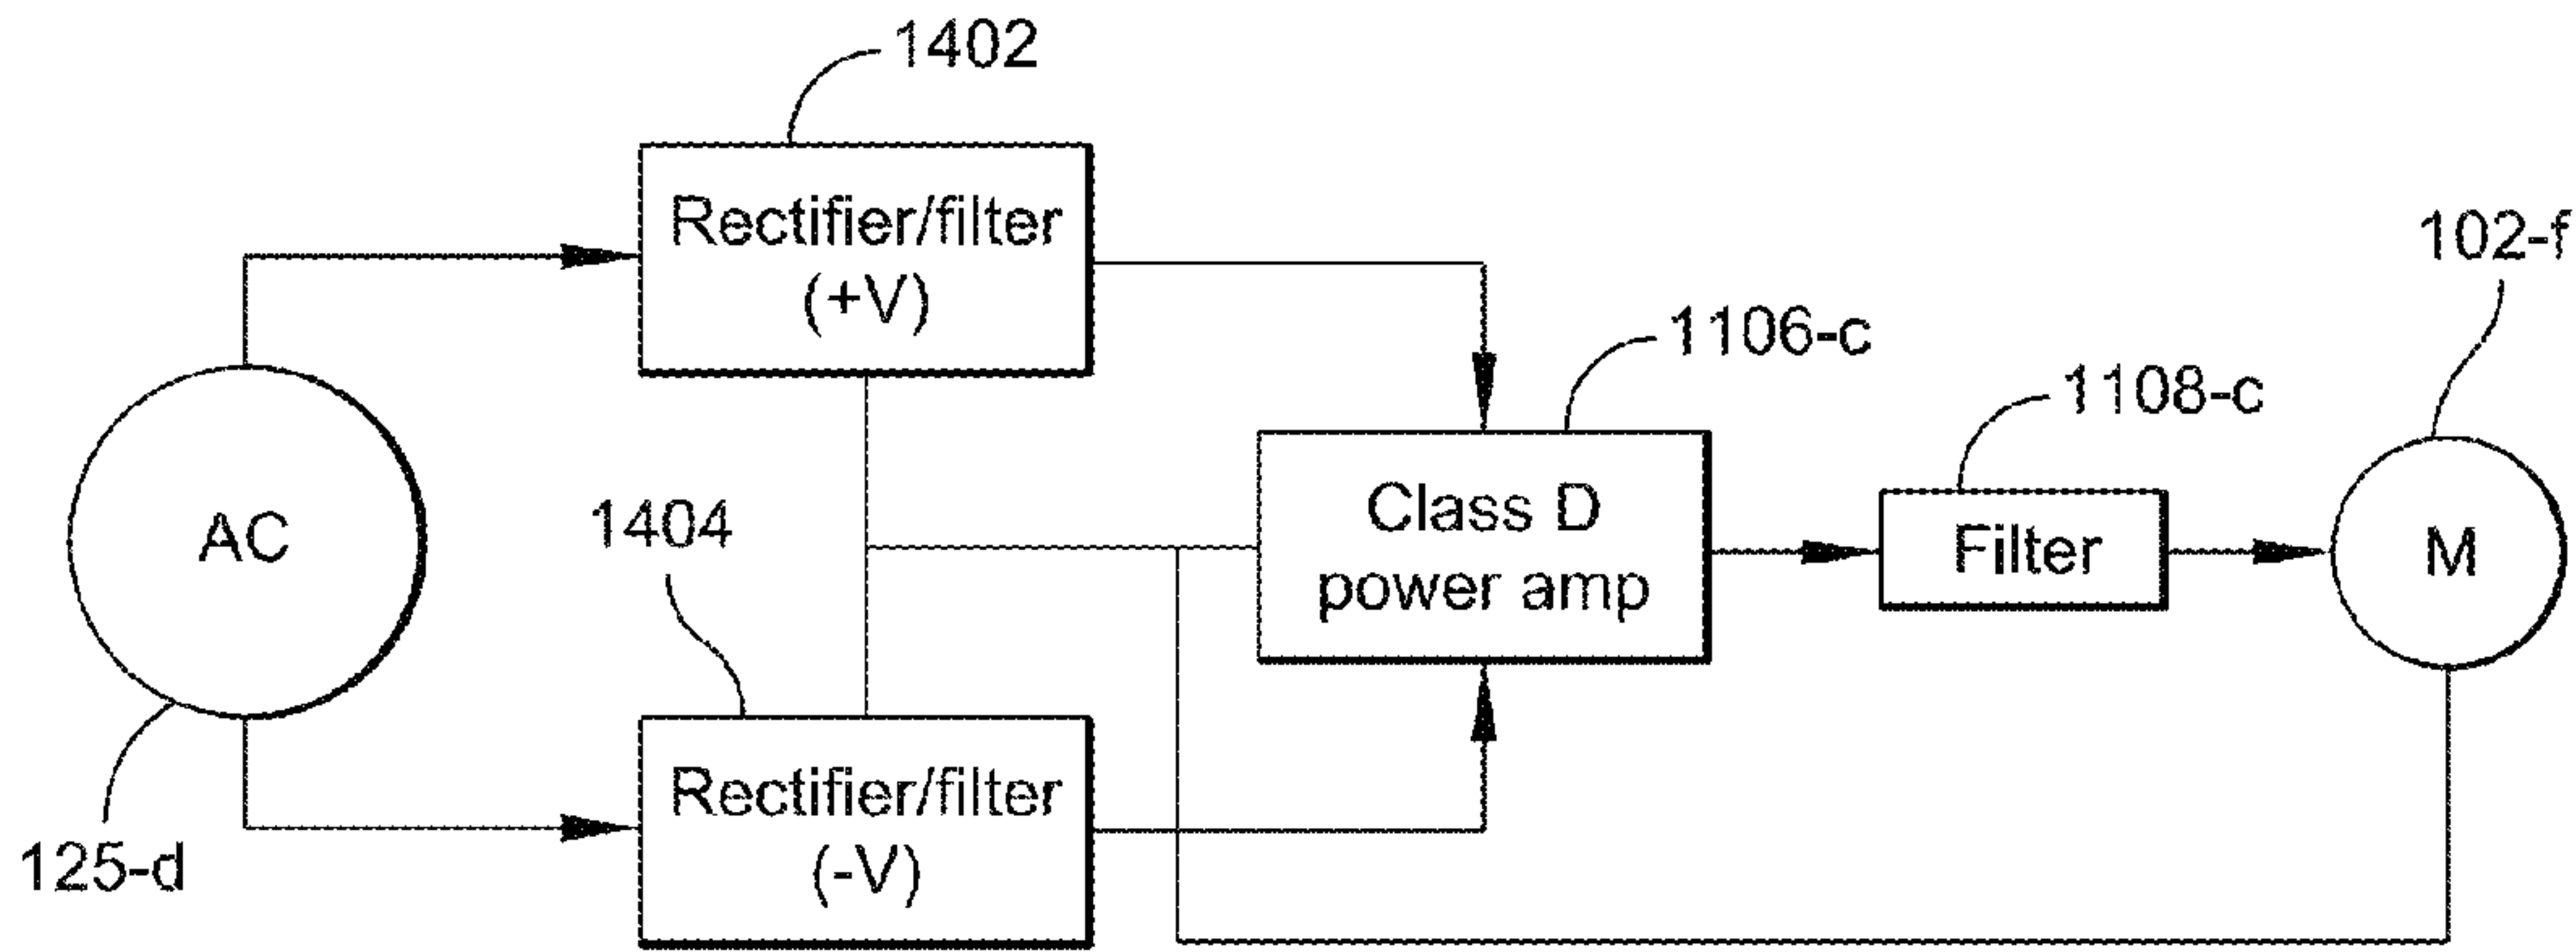 1402
Rectifier/filter
(+V)
102-f
1106-c
1108-c
AC
1404
Class D
power amp
Filter
M
Rectifier/filter
(-V)
125-d